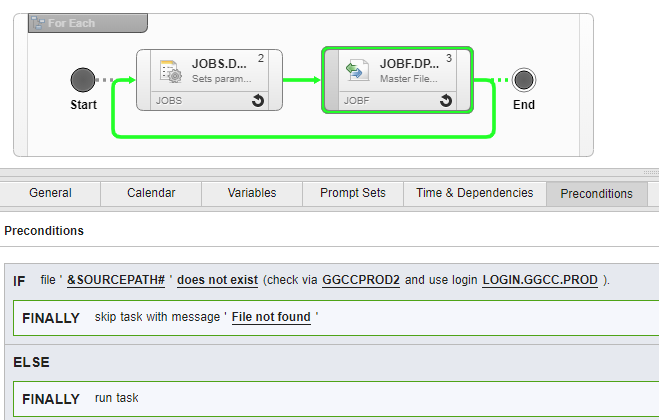 For Each
JOBS.D... 2
Sets param...
JOBS
JOBF.DP... 3
Master File...
JOBF
Start
End
General Calendar Variables Prompt Sets Time & Dependencies Preconditions
Preconditions
IF file ' &SOURCEPATH# ' does not exist (check via GGCCPROD2 and use login LOGIN.GGCC.PROD ).
FINALLY skip task with message ' File not found '
ELSE
FINALLY run task